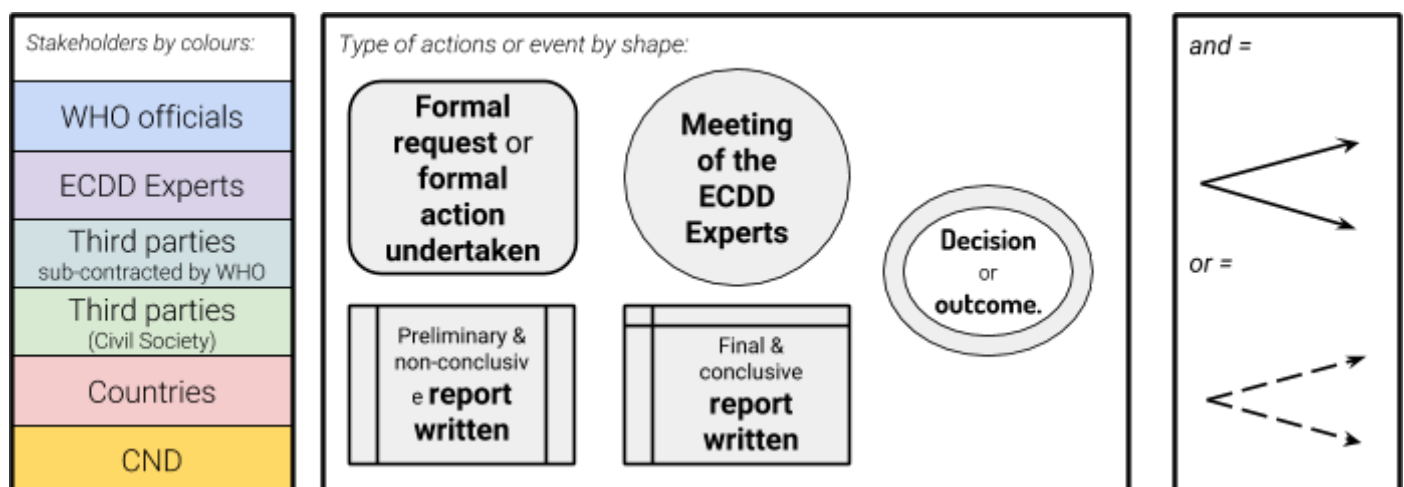 Stakeholders by colours:
WHO officials
ECDD Experts
Third parties
sub-contracted by WHO
Third parties
(Civil Society)
Countries
CND
Type of actions or event by shape:
Formal
request or
formal
action
undertaken
Meeting
of the
ECDD
Experts
Decision
or
outcome.
Preliminary &
non-conclusiv
e report
written
Final &
conclusive
report
written
and =
or =